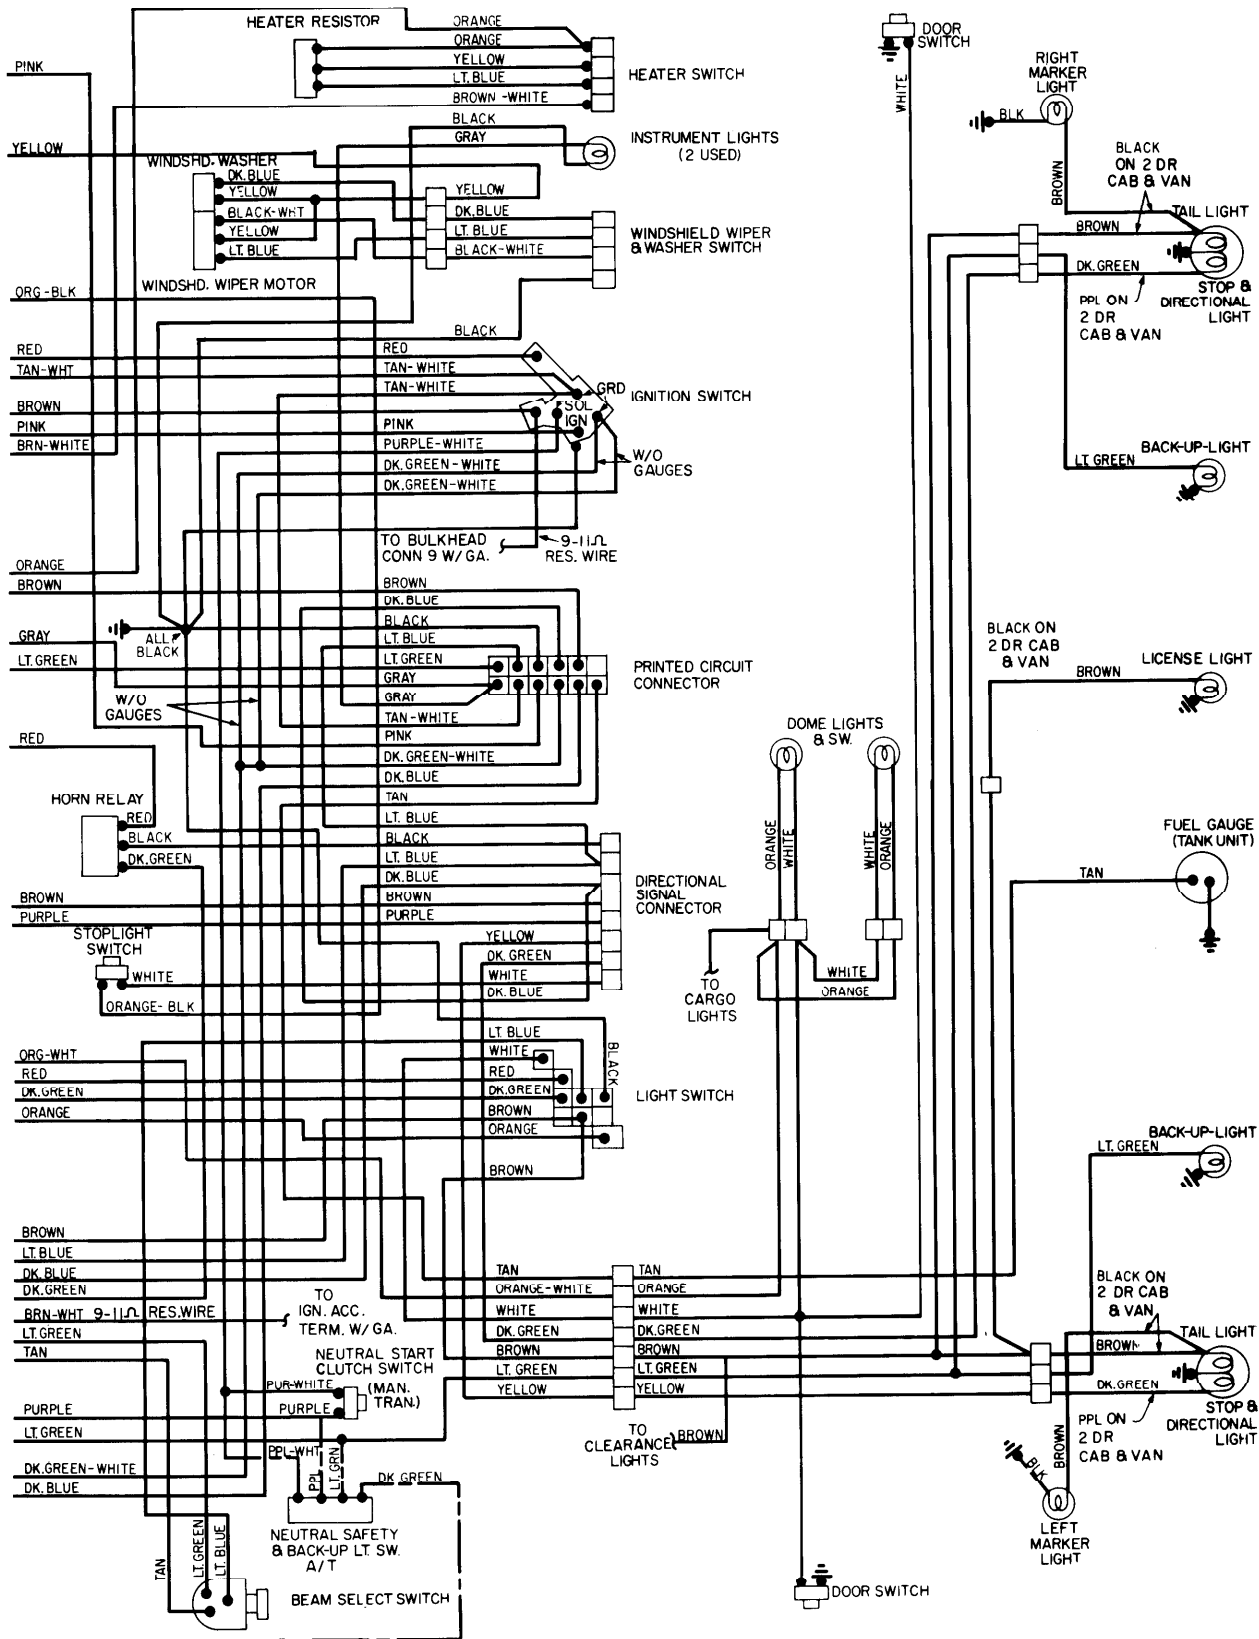 HEATER RESISTOR
ORANGE
ORANGE
YELLOW
LT. BLUE
BROWN-WHITE
HEATER SWITCH
PINK
BLACK
GRAY
INSTRUMENT LIGHTS
(2 USED)
YELLOW
WINDSHD. WASHER
DK. BLUE
YELLOW
BLACK-WHT
YELLOW
LT. BLUE
WINDSHD. WIPER MOTOR
YELLOW
DK. BLUE
LT. BLUE
BLACK-WHITE
WINDSHIELD WIPER
& WASHER SWITCH
ORG-BLK
BLACK
RED
TAN-WHT
BROWN
PINK
BRN-WHITE
RED
TAN-WHITE
TAN-WHITE
PINK
PURPLE-WHITE
DK. GREEN-WHITE
DK. GREEN-WHITE
GRD
SOL
IGN
IGNITION SWITCH
W/O
GAUGES
TO BULKHEAD
CONN 9 W/GA.
9-11Ω
RES. WIRE
ORANGE
BROWN
GRAY
LT. GREEN
ALL
BLACK
W/O
GAUGES
BROWN
DK. BLUE
BLACK
LT. BLUE
LT. GREEN
GRAY
GRAY
TAN-WHITE
PINK
DK. GREEN-WHITE
DK. BLUE
TAN
PRINTED CIRCUIT
CONNECTOR
RED
HORN RELAY
RED
BLACK
DK. GREEN
LT. BLUE
BLACK
LT. BLUE
DK. BLUE
BROWN
PURPLE
YELLOW
DK. GREEN
WHITE
DK. BLUE
DIRECTIONAL
SIGNAL
CONNECTOR
BROWN
PURPLE
STOPLIGHT
SWITCH
WHITE
ORANGE-BLK
ORG-WHT
RED
DK. GREEN
ORANGE
LT BLUE
WHITE
RED
DK. GREEN
BROWN
ORANGE
BROWN
BLACK
LIGHT SWITCH
BROWN
LT. BLUE
DK. BLUE
DK. GREEN
BRN-WHT 9-11Ω RES. WIRE
LT. GREEN
TAN
TO
IGN. ACC.
TERM. W/GA.
NEUTRAL START
CLUTCH SWITCH
(MAN.
TRAN.)
PUR-WHITE
PURPLE
PURPLE
LT. GREEN
DK. GREEN-WHITE
DK. BLUE
PPL-WHT
PPL
LT. GRN
DK. GREEN
NEUTRAL SAFETY
& BACK-UP LT. SW.
A/T
TAN
LT. GREEN
LT. BLUE
BEAM SELECT SWITCH
TAN
ORANGE-WHITE
WHITE
DK. GREEN
BROWN
LT. GREEN
YELLOW
TAN
ORANGE
WHITE
DK. GREEN
BROWN
LT. GREEN
YELLOW
TO
CLEARANCE
LIGHTS
BROWN
DOOR
SWITCH
WHITE
RIGHT
MARKER
LIGHT
BLK
BROWN
BLACK
ON 2 DR
CAB & VAN
TAIL LIGHT
BROWN
DK. GREEN
PPL ON
2 DR
CAB & VAN
STOP &
DIRECTIONAL
LIGHT
BACK-UP-LIGHT
LT. GREEN
BLACK ON
2 DR CAB
& VAN
LICENSE LIGHT
BROWN
DOME LIGHTS
& SW.
ORANGE
WHITE
WHITE
ORANGE
TO
CARGO
LIGHTS
WHITE
ORANGE
FUEL GAUGE
(TANK UNIT)
TAN
BACK-UP-LIGHT
LT. GREEN
BLACK ON
2 DR CAB
& VAN
TAIL LIGHT
BROWN
DK. GREEN
PPL ON
2 DR
CAB & VAN
STOP &
DIRECTIONAL
LIGHT
BROWN
BLK
LEFT
MARKER
LIGHT
DOOR SWITCH